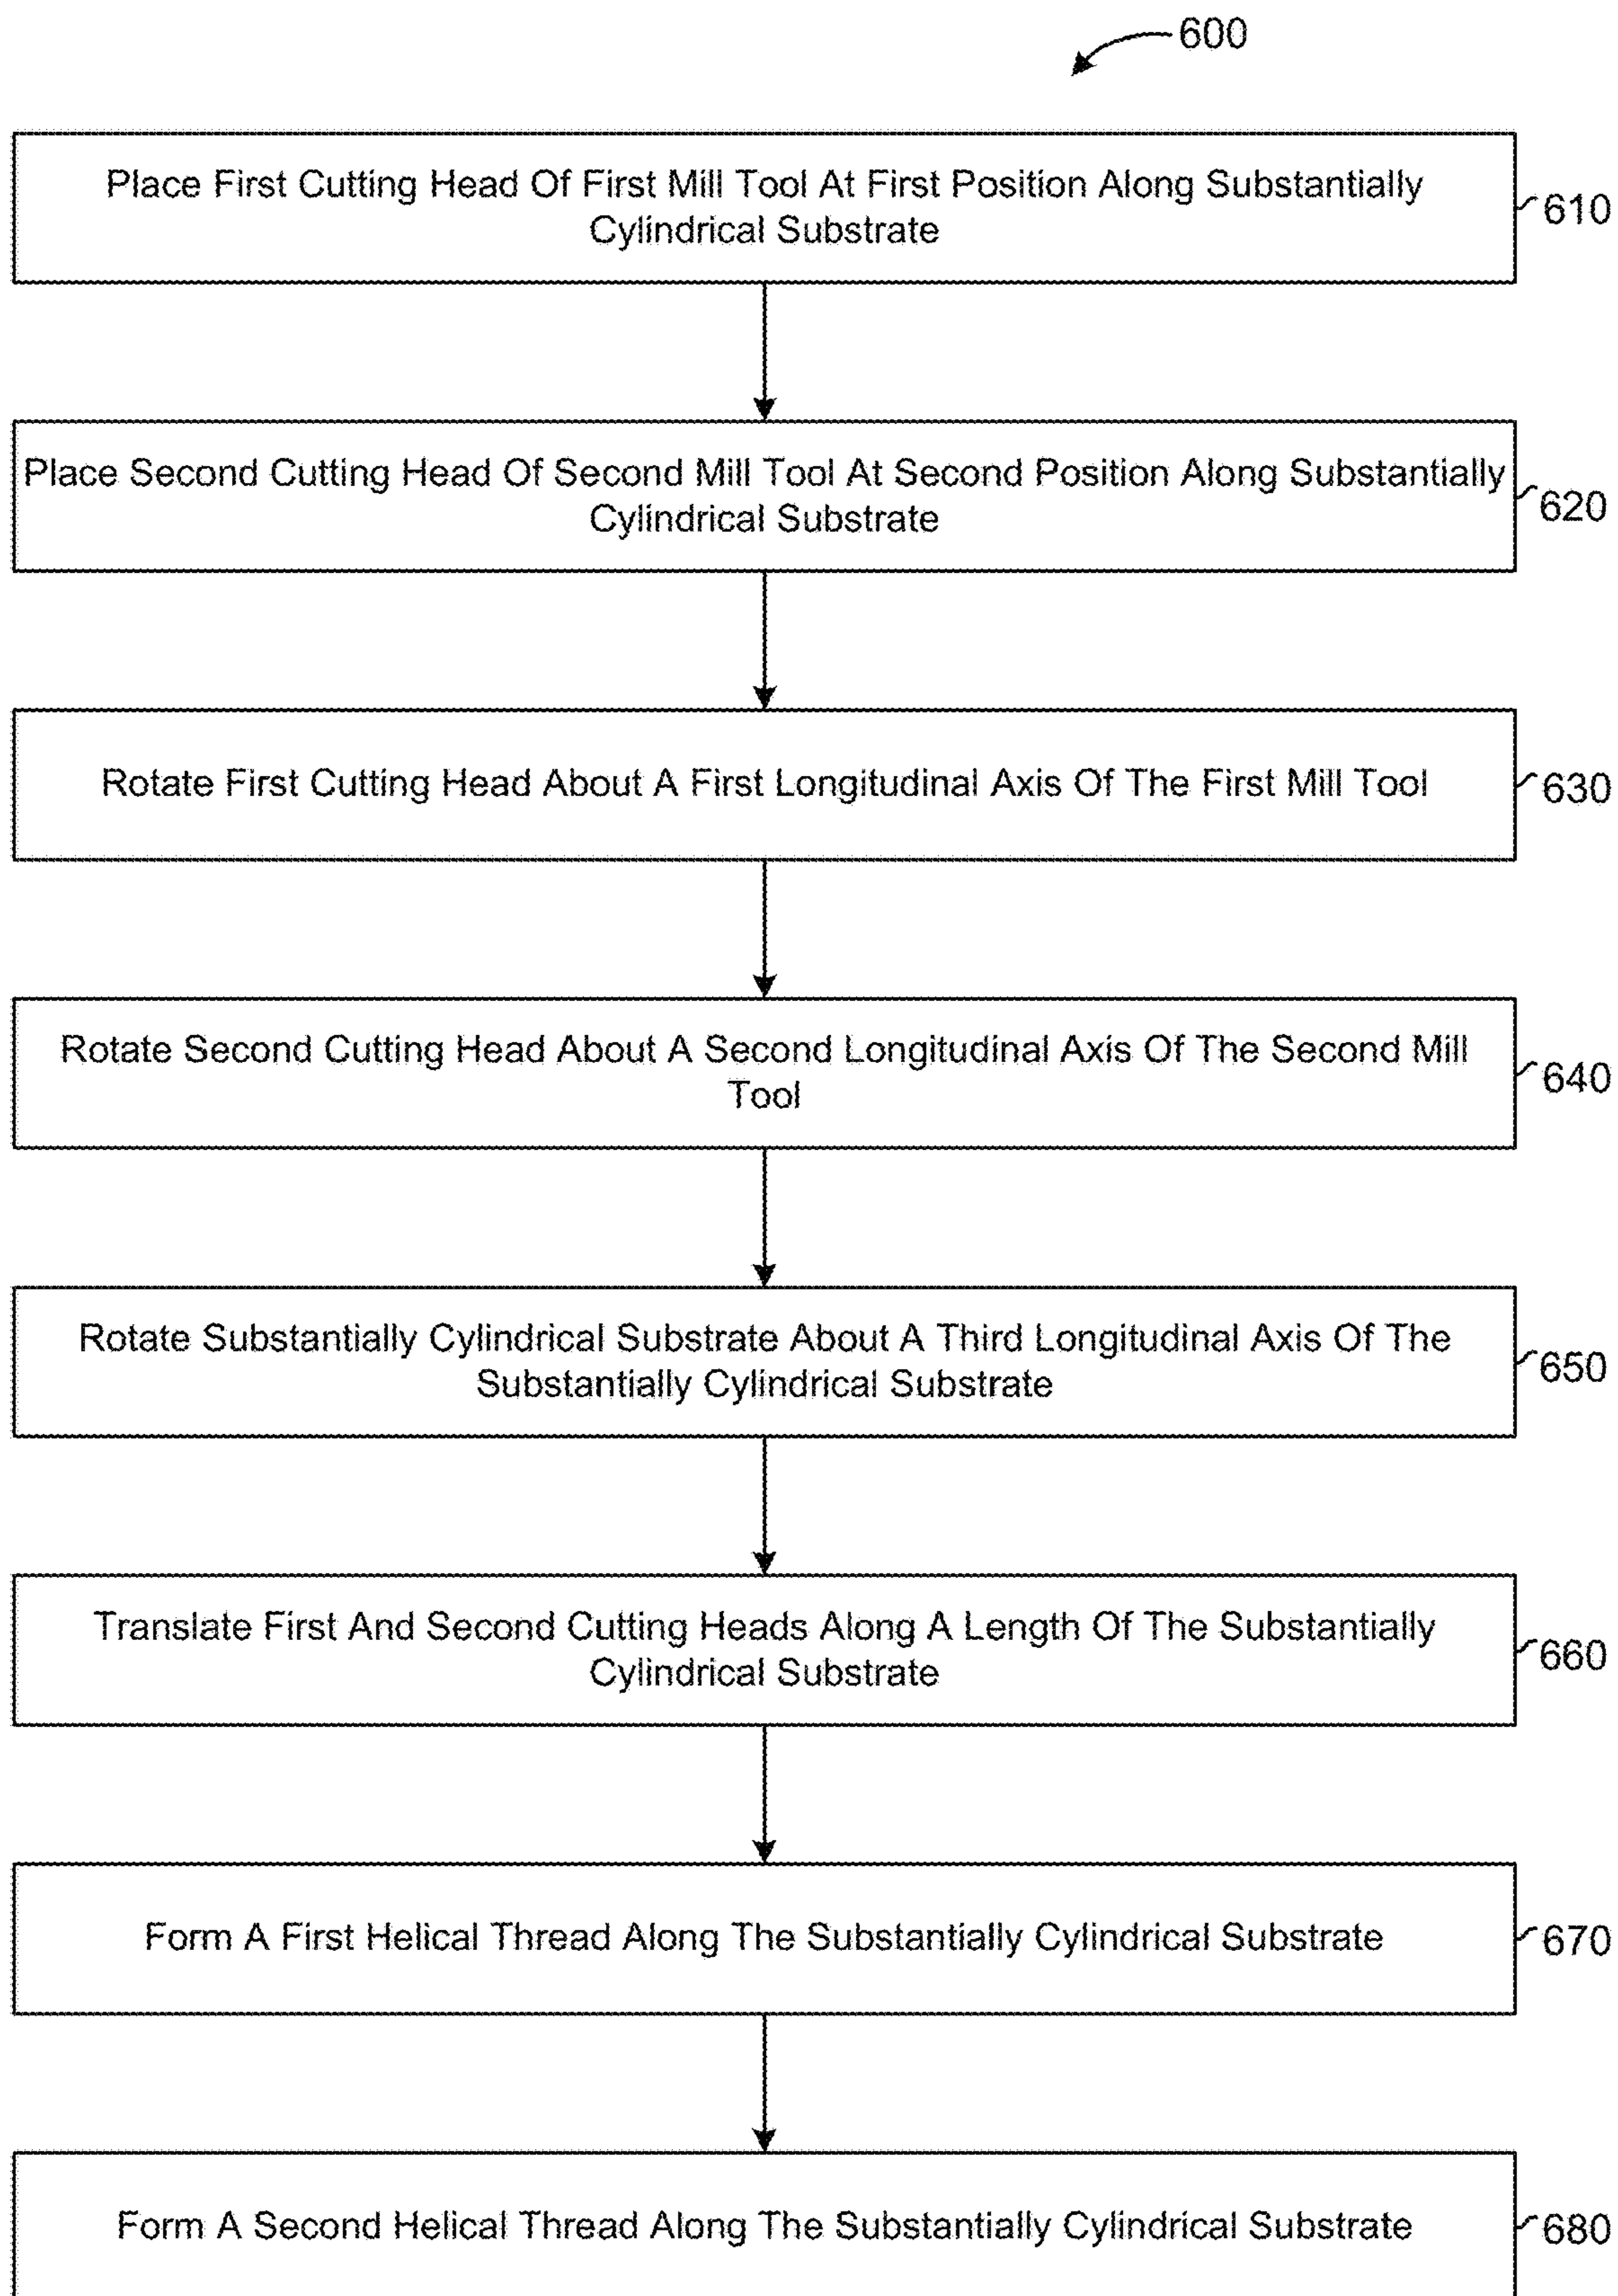 600
Place First Cutting Head Of First Mill Tool At First Position Along Substantially
Cylindrical Substrate
610
Place Second Cutting Head Of Second Mill Tool At Second Position Along Substantially
Cylindrical Substrate
620
Rotate First Cutting Head About A First Longitudinal Axis Of The First Mill Tool
630
Rotate Second Cutting Head About A Second Longitudinal Axis Of The Second Mill
Tool
640
Rotate Substantially Cylindrical Substrate About A Third Longitudinal Axis Of The
Substantially Cylindrical Substrate
650
Translate First And Second Cutting Heads Along A Length Of The Substantially
Cylindrical Substrate
660
Form A First Helical Thread Along The Substantially Cylindrical Substrate
670
Form A Second Helical Thread Along The Substantially Cylindrical Substrate
680